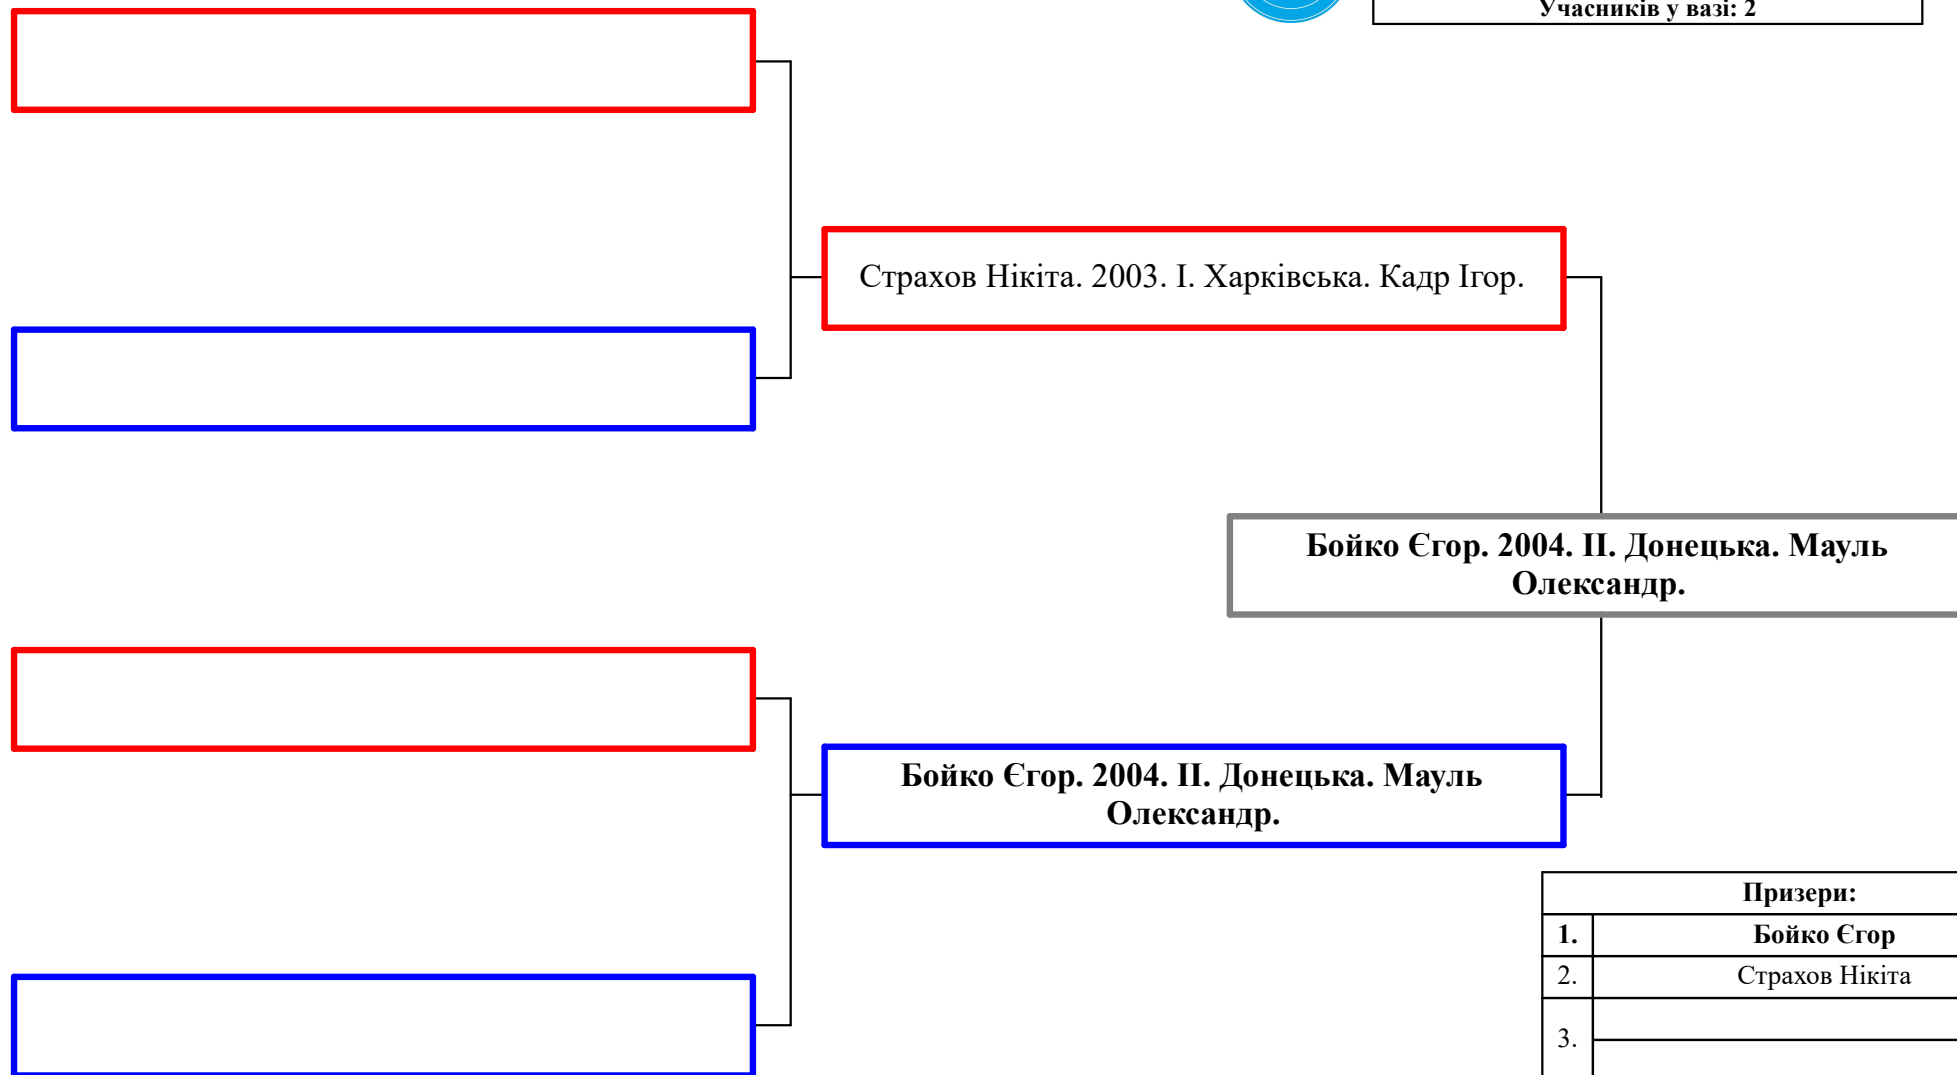 Учасників у вазі: 2
Страхов Нікіта. 2003. І. Харківська. Кадр Ігор.
Бойко Єгор. 2004. ІІ. Донецька. Мауль
Олександр.
Бойко Єгор. 2004. ІІ. Донецька. Мауль
Олександр.
Призери:
1. Бойко Єгор
2. Страхов Нікіта
3.